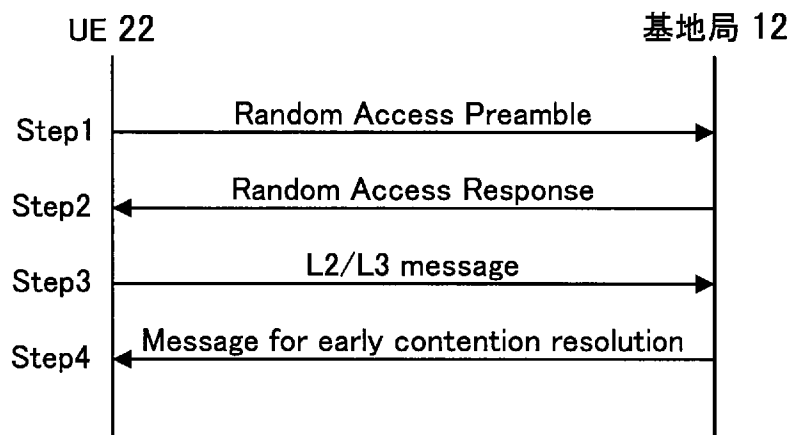 UE 22
基地局 12
Step1
Random Access Preamble
Step2
Random Access Response
Step3
L2/L3 message
Step4
Message for early contention resolution